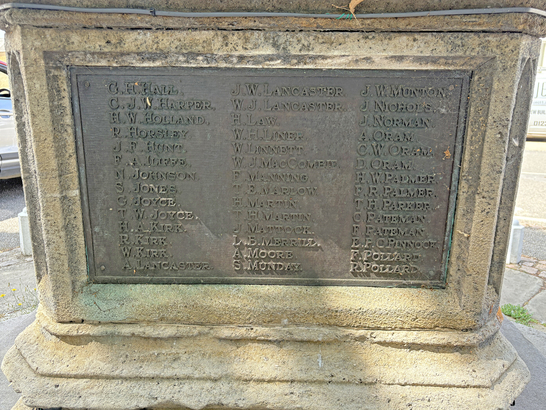 G. H. HALL.
C. J. W. HARPER.
H. W. HOLLAND.
R. HORSLEY
J. F. HUNT.
F. A. ILIFFE.
N. JOHNSON.
S. JONES.
G. JOYCE.
T. W. JOYCE.
H. A. KIRK.
R. KIRK.
W. KIRK.
A. LANCASTER.
J. W. LANCASTER.
W. J. LANCASTER.
H. LAW.
W. H. LINER.
W. LINNETT.
W. J. MACCOMBIE.
F. MANNING.
T. E. MARLOW.
H. MARTIN.
T. H. MARTIN.
J. MATTOCK.
L. E. MERRILL.
A. MOORE.
S. MUNDAY.
J. W. MUNTON.
J. NICHOLS.
J. NORMAN.
A. ORAM.
C. W. ORAM.
D. ORAM.
H. W. PALMER.
F. R. PALMER.
T. H. PARKER.
C. PATEMAN.
F. PATEMAN.
E. P. C. PINNOCK.
F. POLLARD.
R. POLLARD.